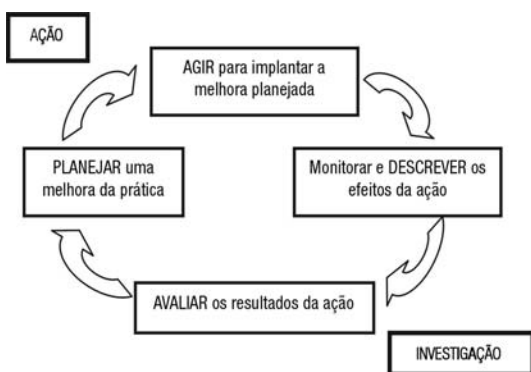 AÇÃO
AGIR para implantar a
melhora planejada
PLANEJAR uma
melhora da prática
Monitorar e DESCREVER os
efeitos da ação
AVALIAR os resultados da ação
INVESTIGAÇÃO